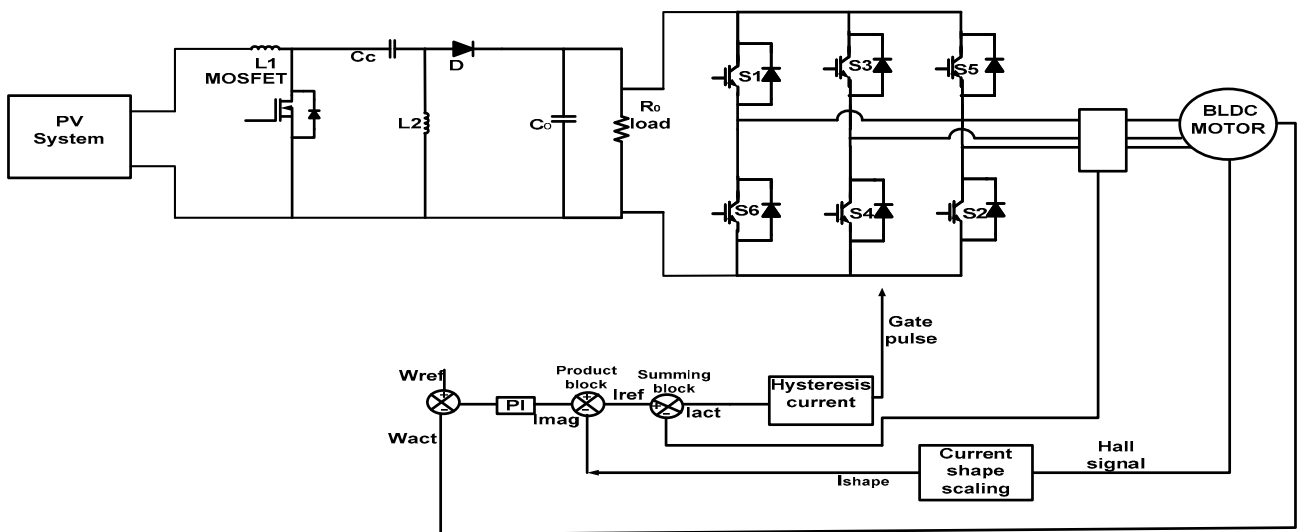 PV
System
L1
MOSFET
Cc
L2
D
Co
Ro
load
S1
S3
S5
S6
S4
S2
BLDC
MOTOR
Gate
pulse
Wref
Wact
PI
Imag
Product
block
Iref
Summing
block
Iact
Hysteresis
current
Ishape
Current
shape
scaling
Hall
signal